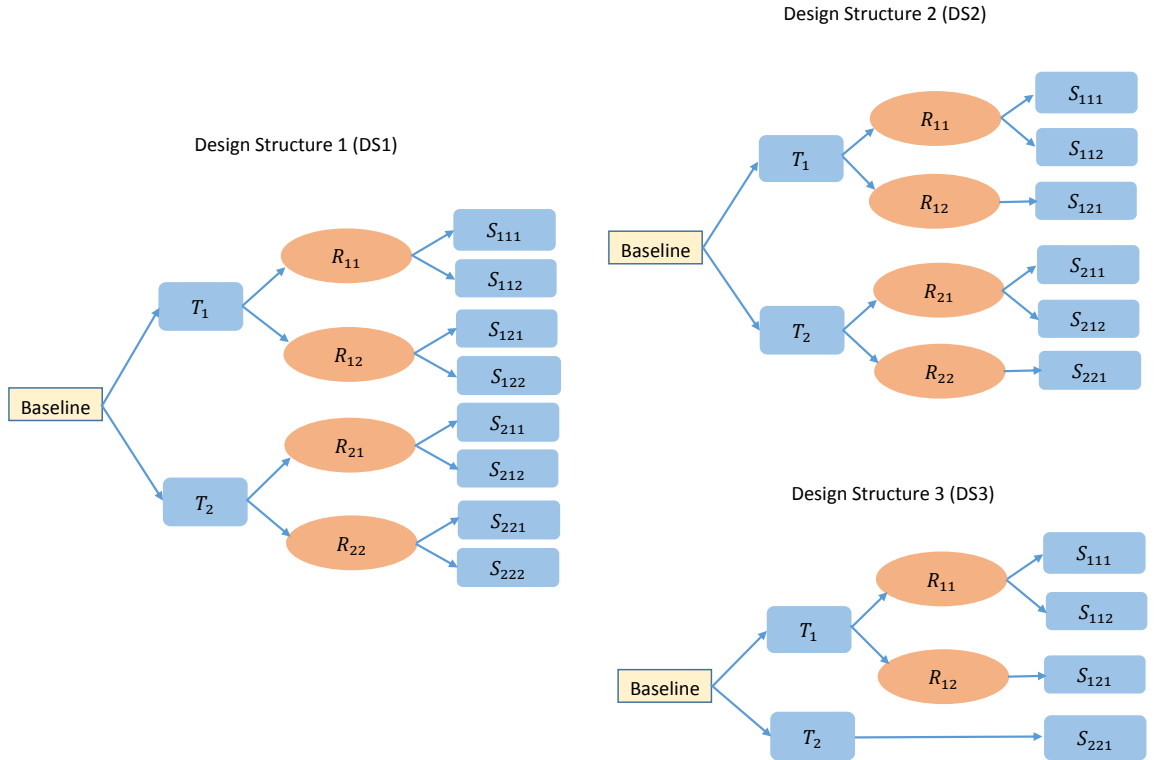 Design Structure 1 (DS1)
Baseline
T₁
T₂
R₁₁
R₁₂
R₂₁
R₂₂
S₁₁₁
S₁₁₂
S₁₂₁
S₁₂₂
S₂₁₁
S₂₁₂
S₂₂₁
S₂₂₂
Design Structure 2 (DS2)
Baseline
T₁
T₂
R₁₁
R₁₂
R₂₁
R₂₂
S₁₁₁
S₁₁₂
S₁₂₁
S₂₁₁
S₂₁₂
S₂₂₁
Design Structure 3 (DS3)
Baseline
T₁
T₂
R₁₁
R₁₂
S₁₁₁
S₁₁₂
S₁₂₁
S₂₂₁